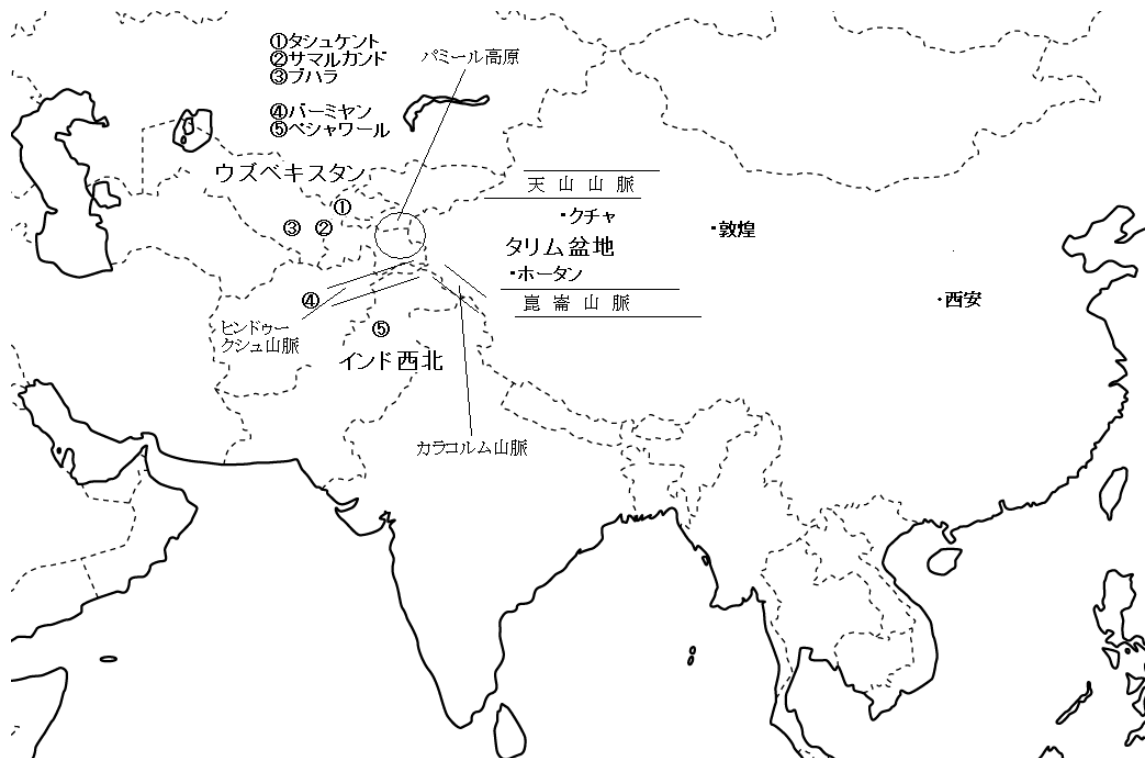 ①タシュケント
②サマルカンド
③ブハラ
④バーミヤン
⑤ペシャワール
パミール高原
ウズベキスタン
天山山脈
①
・クチャ
③
②
・敦煌
タリム盆地
・ホータン
④
崑崙山脈
・西安
⑤
ヒンドゥー
クシュ山脈
インド西北
カラコルム山脈